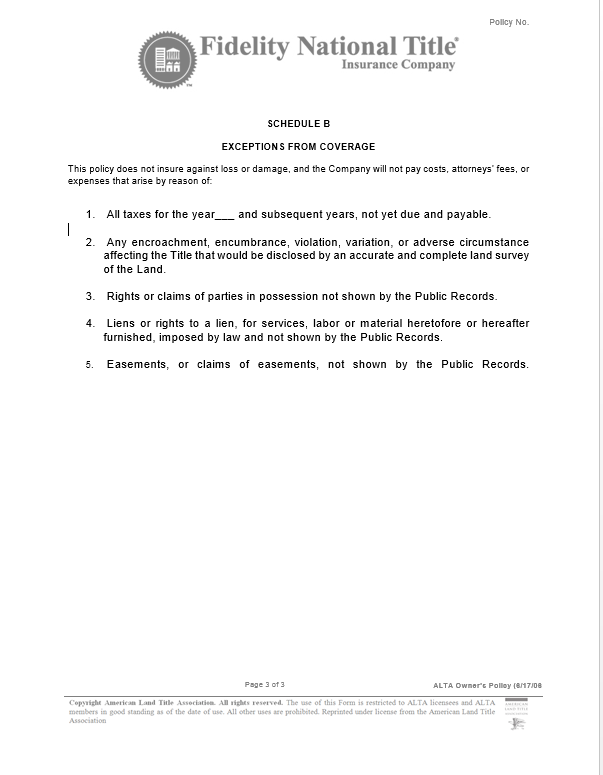 Policy No.
Fidelity National Title®
Insurance Company
SCHEDULE B
EXCEPTIONS FROM COVERAGE
This policy does not insure against loss or damage, and the Company will not pay costs, attorneys' fees, or
expenses that arise by reason of:
1. All taxes for the year___ and subsequent years, not yet due and payable.
2. Any encroachment, encumbrance, violation, variation, or adverse circumstance
affecting the Title that would be disclosed by an accurate and complete land survey
of the Land.
3. Rights or claims of parties in possession not shown by the Public Records.
4. Liens or rights to a lien, for services, labor or material heretofore or hereafter
furnished, imposed by law and not shown by the Public Records.
5. Easements, or claims of easements, not shown by the Public Records.
Page 3 of 3
ALTA Owner's Policy (6/17/06
Copyright American Land Title Association. All rights reserved. The use of this Form is restricted to ALTA licensees and ALTA
members in good standing as of the date of use. All other uses are prohibited. Reprinted under license from the American Land Title
Association
AMERICAN
LAND TITLE